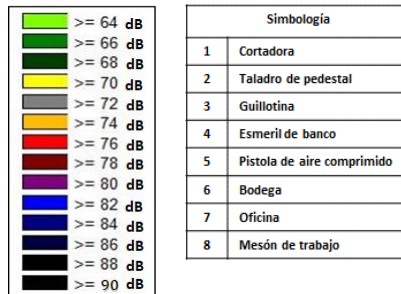 >= 64 dB
>= 66 dB
>= 68 dB
>= 70 dB
>= 72 dB
>= 74 dB
>= 76 dB
>= 78 dB
>= 80 dB
>= 82 dB
>= 84 dB
>= 86 dB
>= 88 dB
>= 90 dB
Simbología
1 Cortadora
2 Taladro de pedestal
3 Guillotina
4 Esmeril de banco
5 Pistola de aire comprimido
6 Bodega
7 Oficina
8 Mesón de trabajo